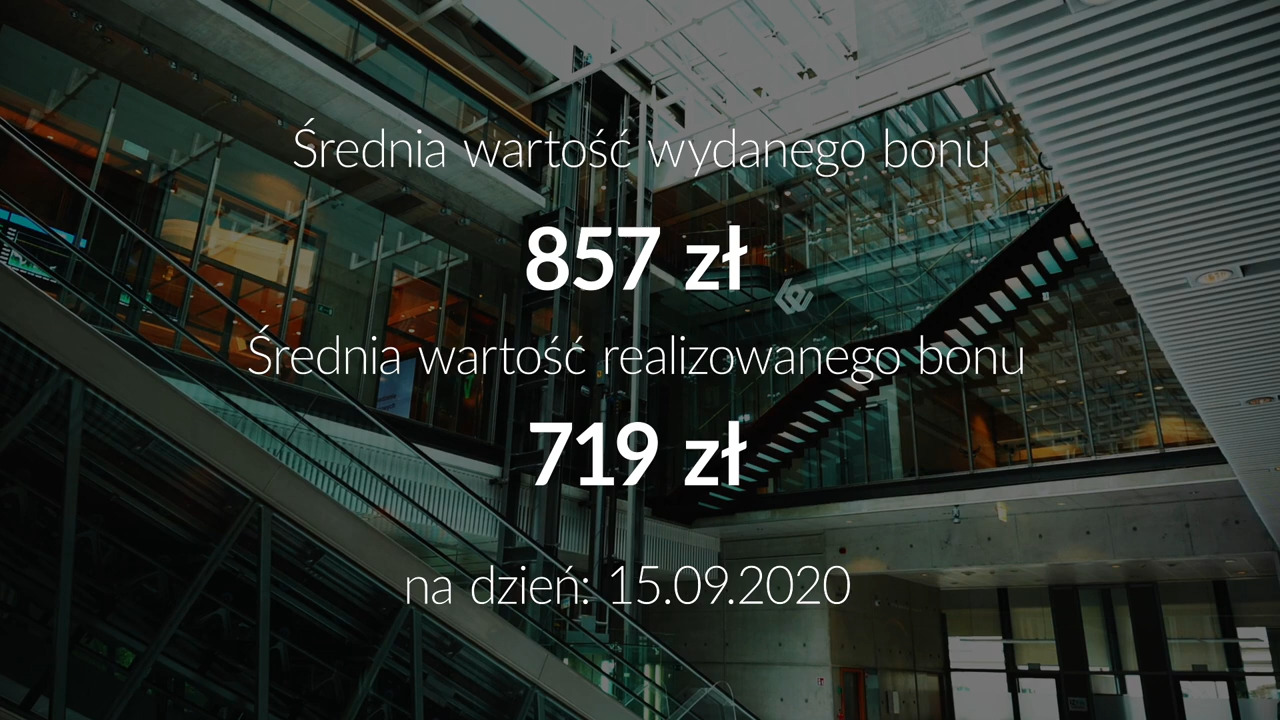 Średnia wartość wydanego bonu
857 zł
Średnia wartość realizowanego bonu
719 zł
na dzień: 15.09.2020